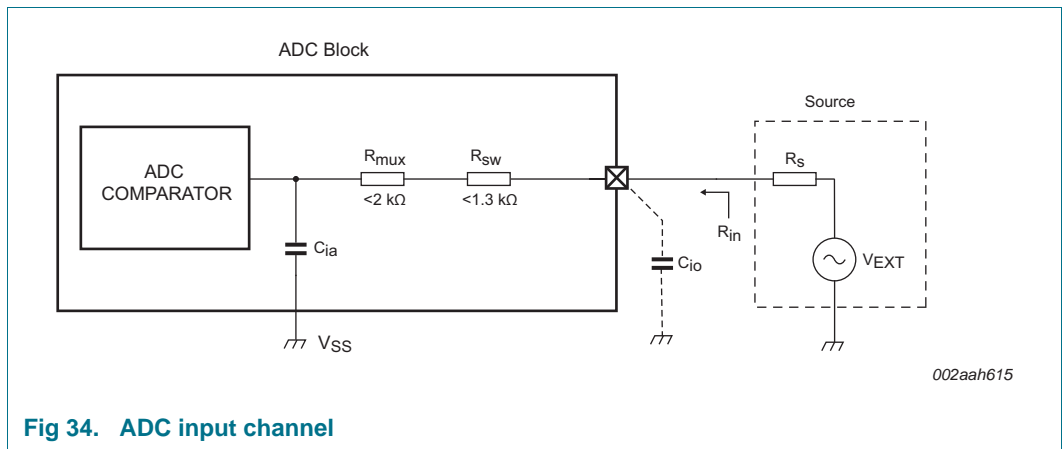 ADC Block
Source
ADC
COMPARATOR
Rmux
<2 kΩ
Rsw
<1.3 kΩ
Rs
Rin
Cia
Cio
VEXT
VSS
002aah615
Fig 34. ADC input channel